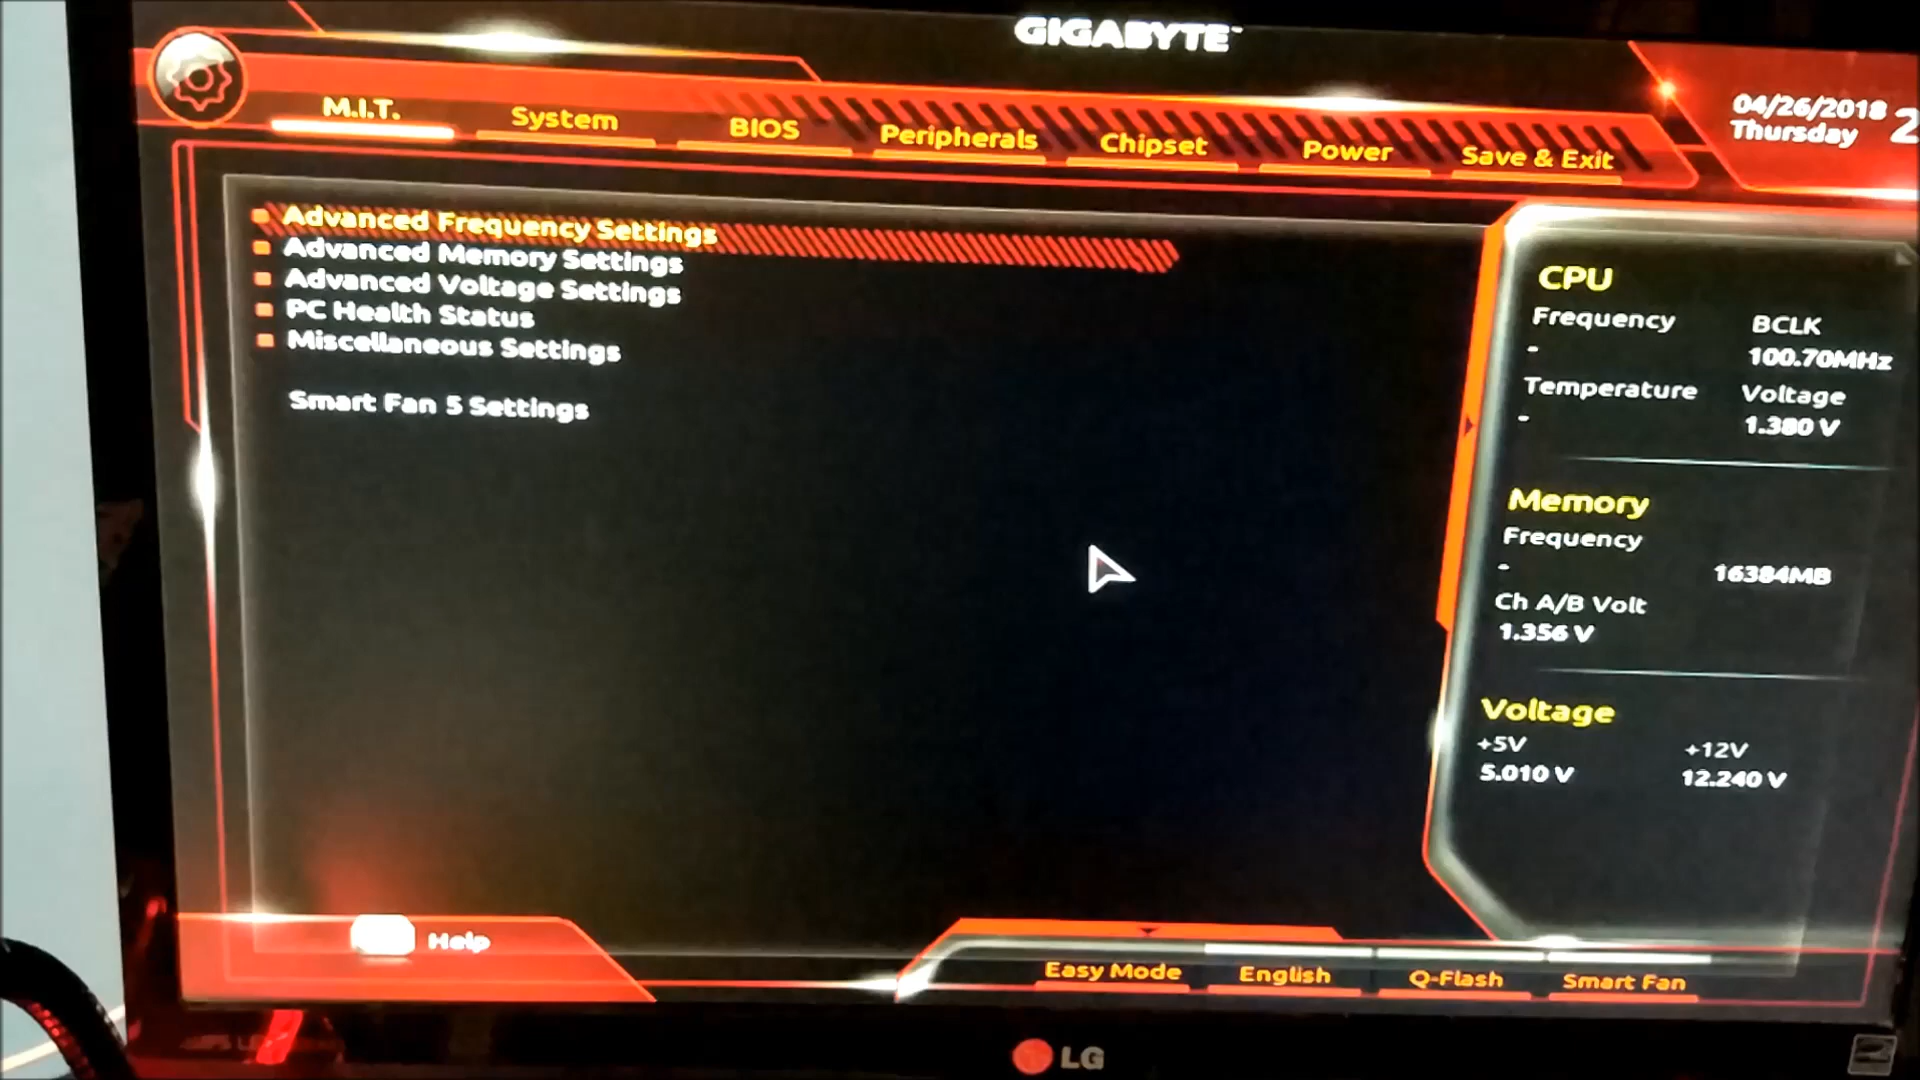 GIGABYTE™
M.I.T. System BIOS Peripherals Chipset Power Save & Exit
04/26/2018
Thursday
2
Advanced Frequency Settings
Advanced Memory Settings
Advanced Voltage Settings
PC Health Status
Miscellaneous Settings
Smart Fan 5 Settings
CPU
Frequency BCLK
- 100.70MHz
Temperature Voltage
- 1.380 V
Memory
Frequency
- 16384MB
Ch A/B Volt
1.356 V
Voltage
+5V +12V
5.010 V 12.240 V
Help
Easy Mode English Q-Flash Smart Fan
LG